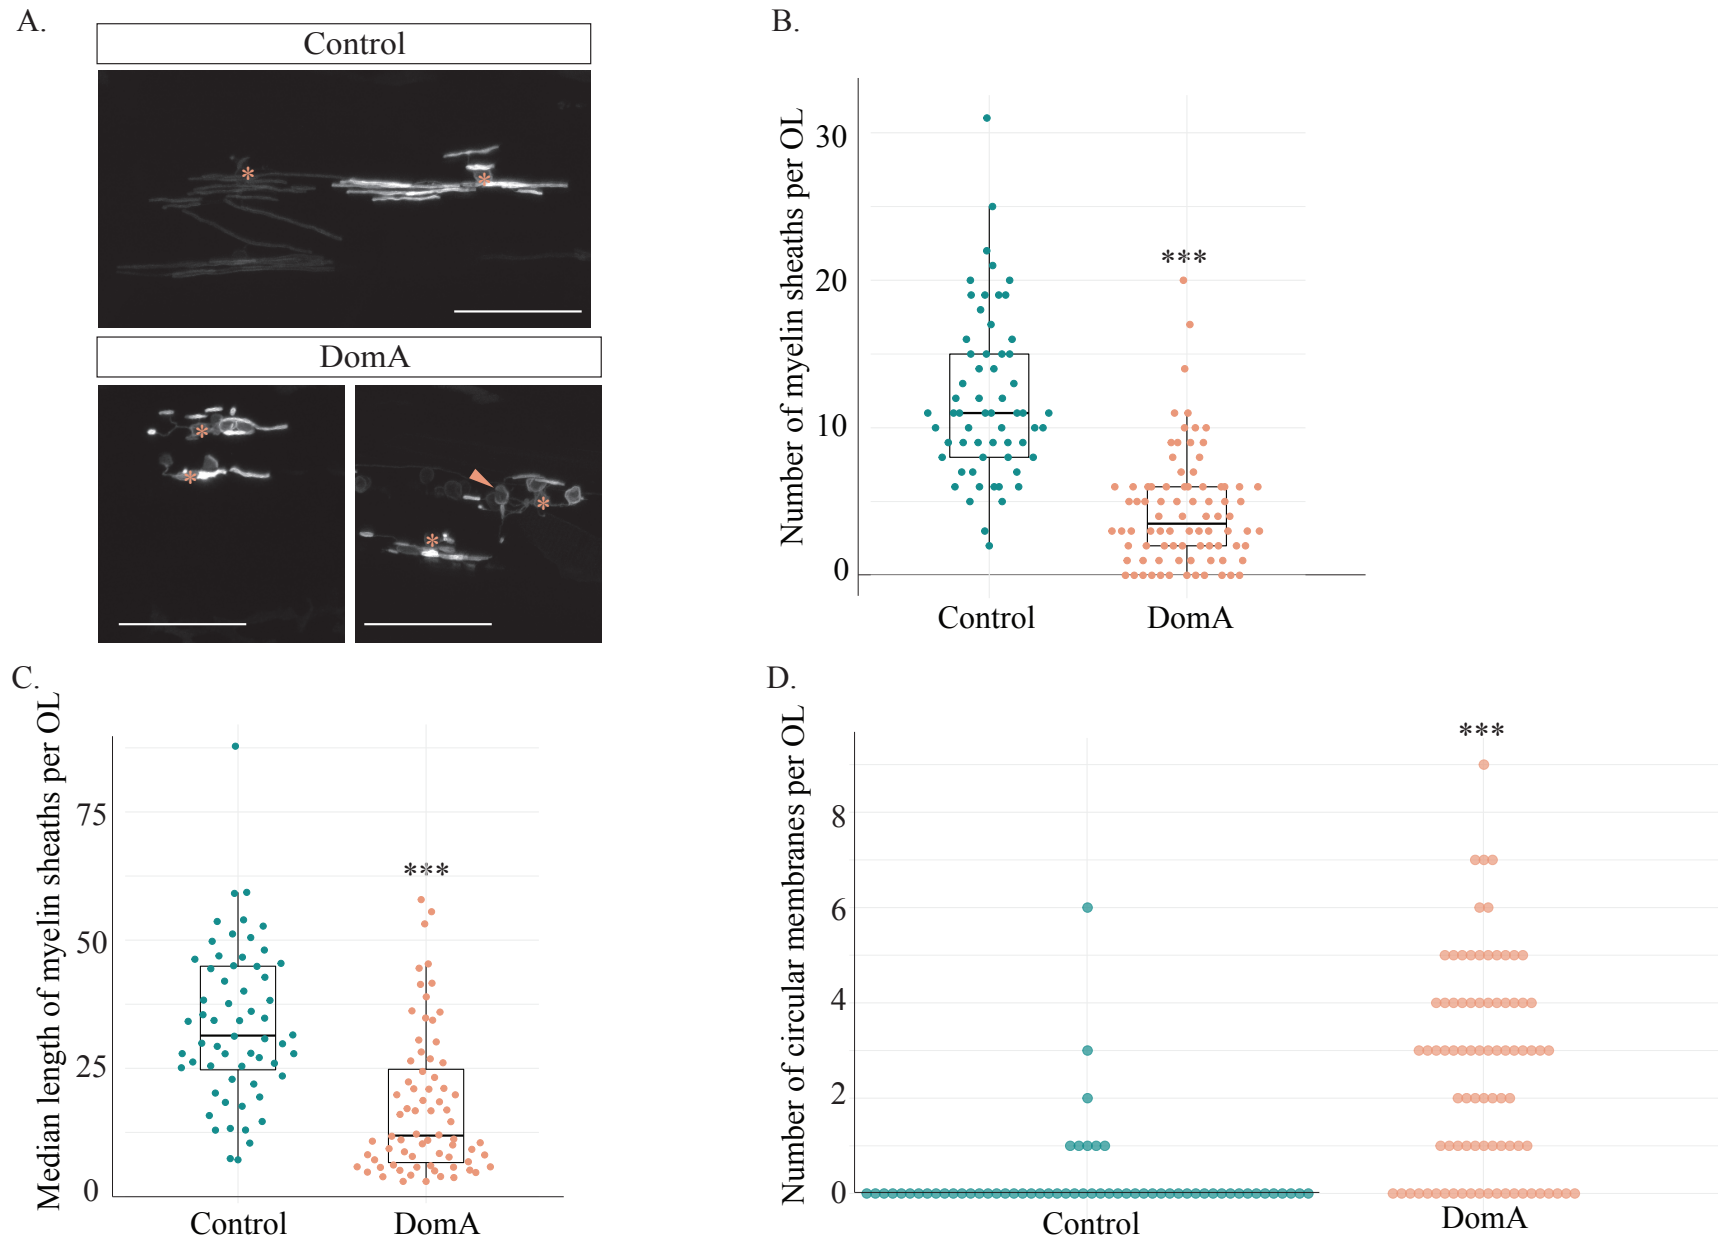 A.
Control
*
*
DomA
*
*
*
*
B.
Number of myelin sheaths per OL
30
20
10
0
***
Control
DomA
C.
Median length of myelin sheaths per OL
75
50
25
0
***
Control
DomA
D.
Number of circular membranes per OL
8
6
4
2
0
***
Control
DomA